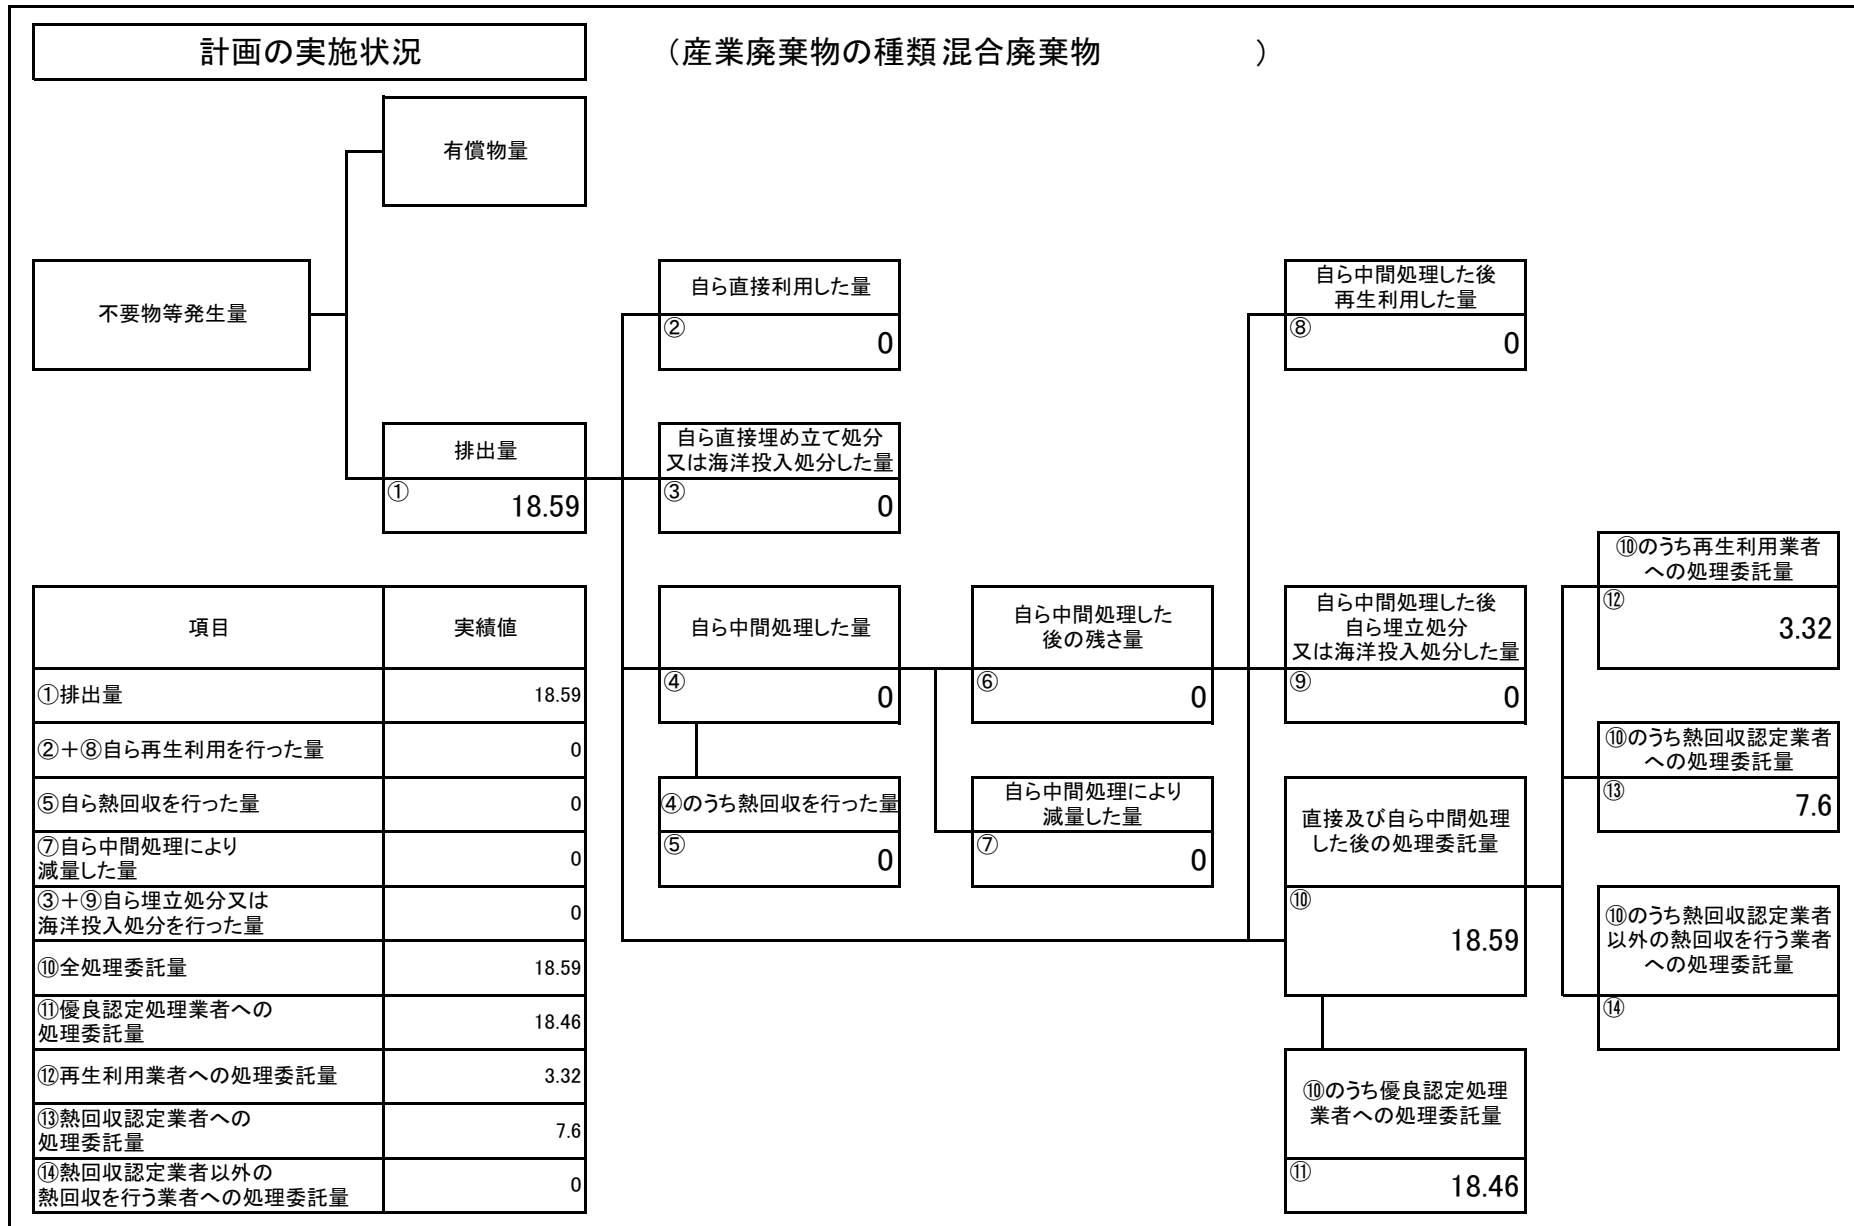 計画の実施状況
（産業廃棄物の種類 混合廃棄物　　　　　）
有償物量
不要物等発生量
排出量
①
18.59
自ら直接利用した量
②
0
自ら直接埋め立て処分
又は海洋投入処分した量
③
0
自ら中間処理した量
④
0
④のうち熱回収を行った量
⑤
0
自ら中間処理した
後の残さ量
⑥
0
自ら中間処理により
減量した量
⑦
0
自ら中間処理した後
再生利用した量
⑧
0
自ら中間処理した後
自ら埋立処分
又は海洋投入処分した量
⑨
0
直接及び自ら中間処理
した後の処理委託量
⑩
18.59
⑩のうち優良認定処理
業者への処理委託量
⑪
18.46
⑩のうち再生利用業者
への処理委託量
⑫
3.32
⑩のうち熱回収認定業者
への処理委託量
⑬
7.6
⑩のうち熱回収認定業者
以外の熱回収を行う業者
への処理委託量
⑭
項目 実績値
①排出量 18.59
②＋⑧自ら再生利用を行った量 0
⑤自ら熱回収を行った量 0
⑦自ら中間処理により
減量した量 0
③＋⑨自ら埋立処分又は
海洋投入処分を行った量 0
⑩全処理委託量 18.59
⑪優良認定処理業者への
処理委託量 18.46
⑫再生利用業者への処理委託量 3.32
⑬熱回収認定業者への
処理委託量 7.6
⑭熱回収認定業者以外の
熱回収を行う業者への処理委託量 0